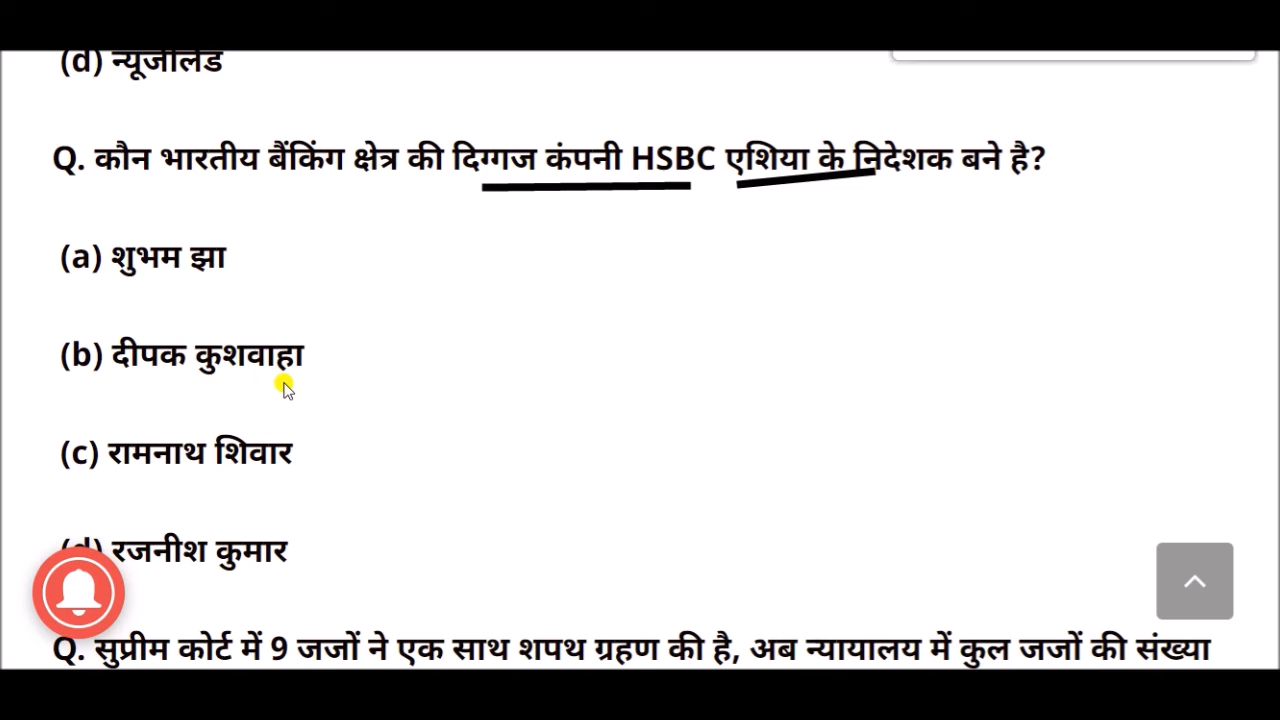 (d) न्यूजीलैंड
Q. कौन भारतीय बैंकिंग क्षेत्र की दिग्गज कंपनी HSBC एशिया के निदेशक बने है?
(a) शुभम झा
(b) दीपक कुशवाहा
(c) रामनाथ शिवार
(d) रजनीश कुमार
Q. सुप्रीम कोर्ट में 9 जजों ने एक साथ शपथ ग्रहण की है, अब न्यायालय में कुल जजों की संख्या